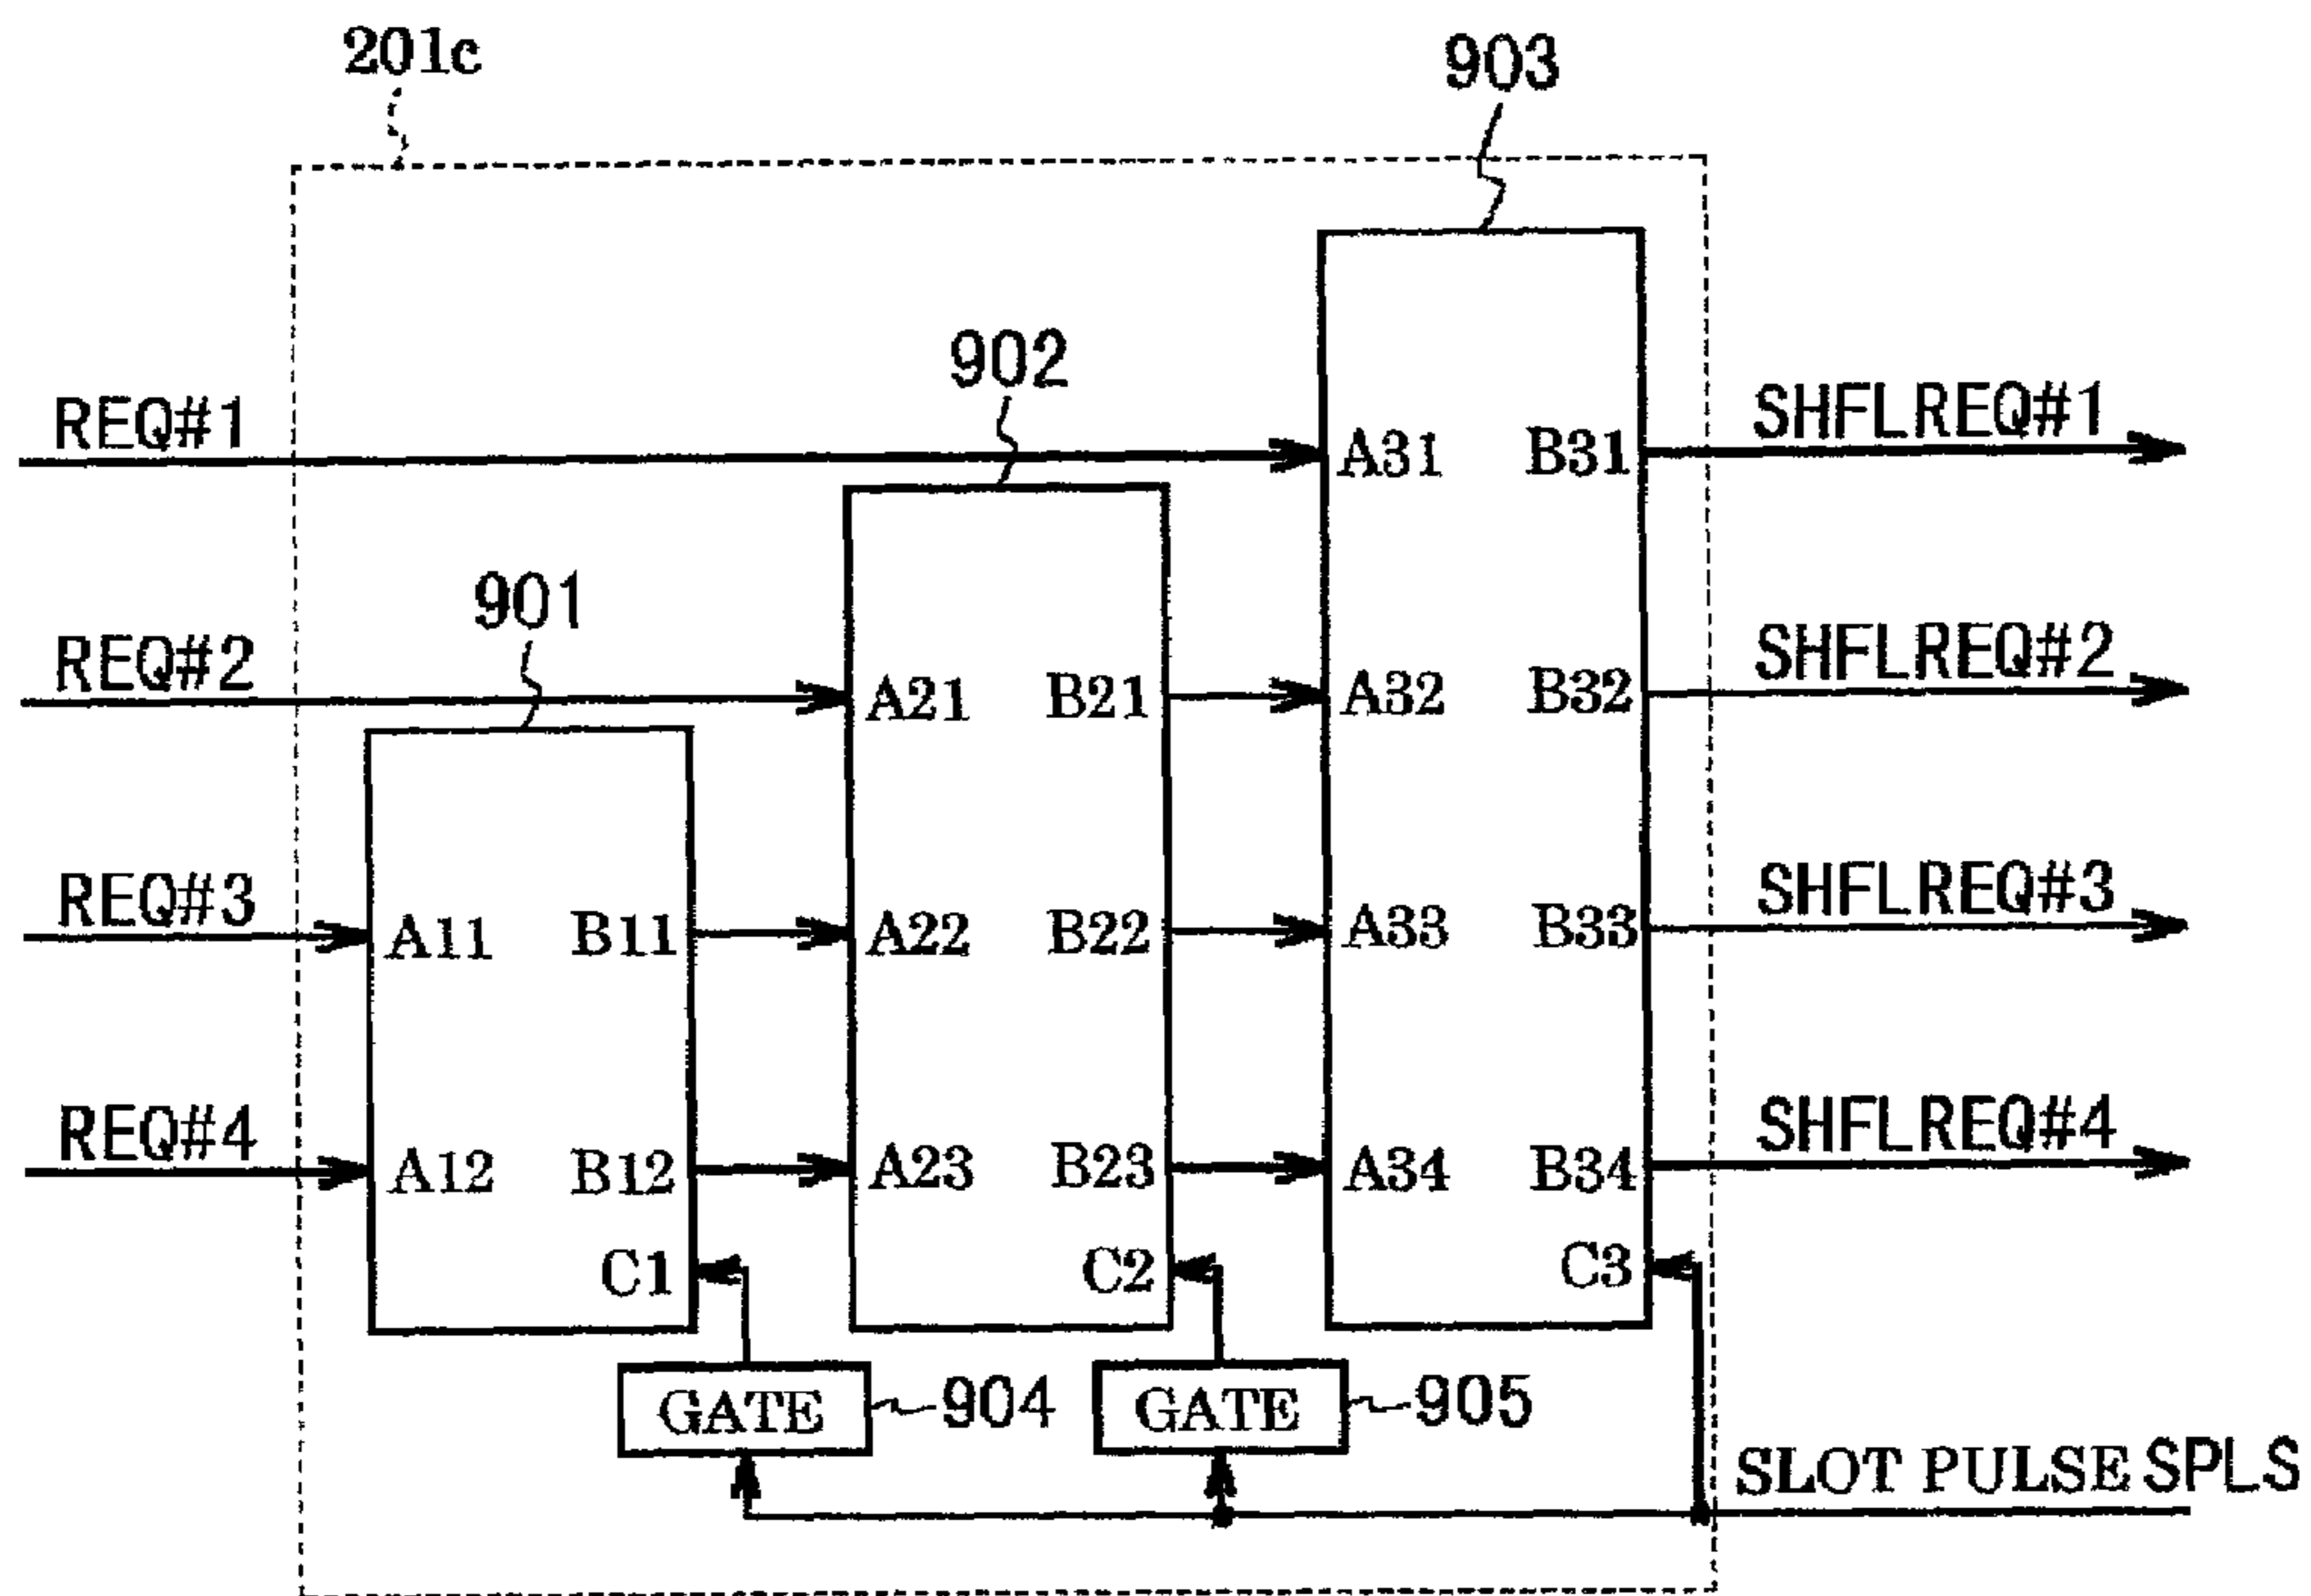 201c
903
902
REQ#1
A31
B31
SHFLREQ#1
901
REQ#2
A21
B21
A32
B32
SHFLREQ#2
REQ#3
A11
B11
A22
B22
A33
B33
SHFLREQ#3
REQ#4
A12
B12
A23
B23
A34
B34
SHFLREQ#4
C1
C2
C3
GATE
904
GATE
905
SLOT PULSE SPLS